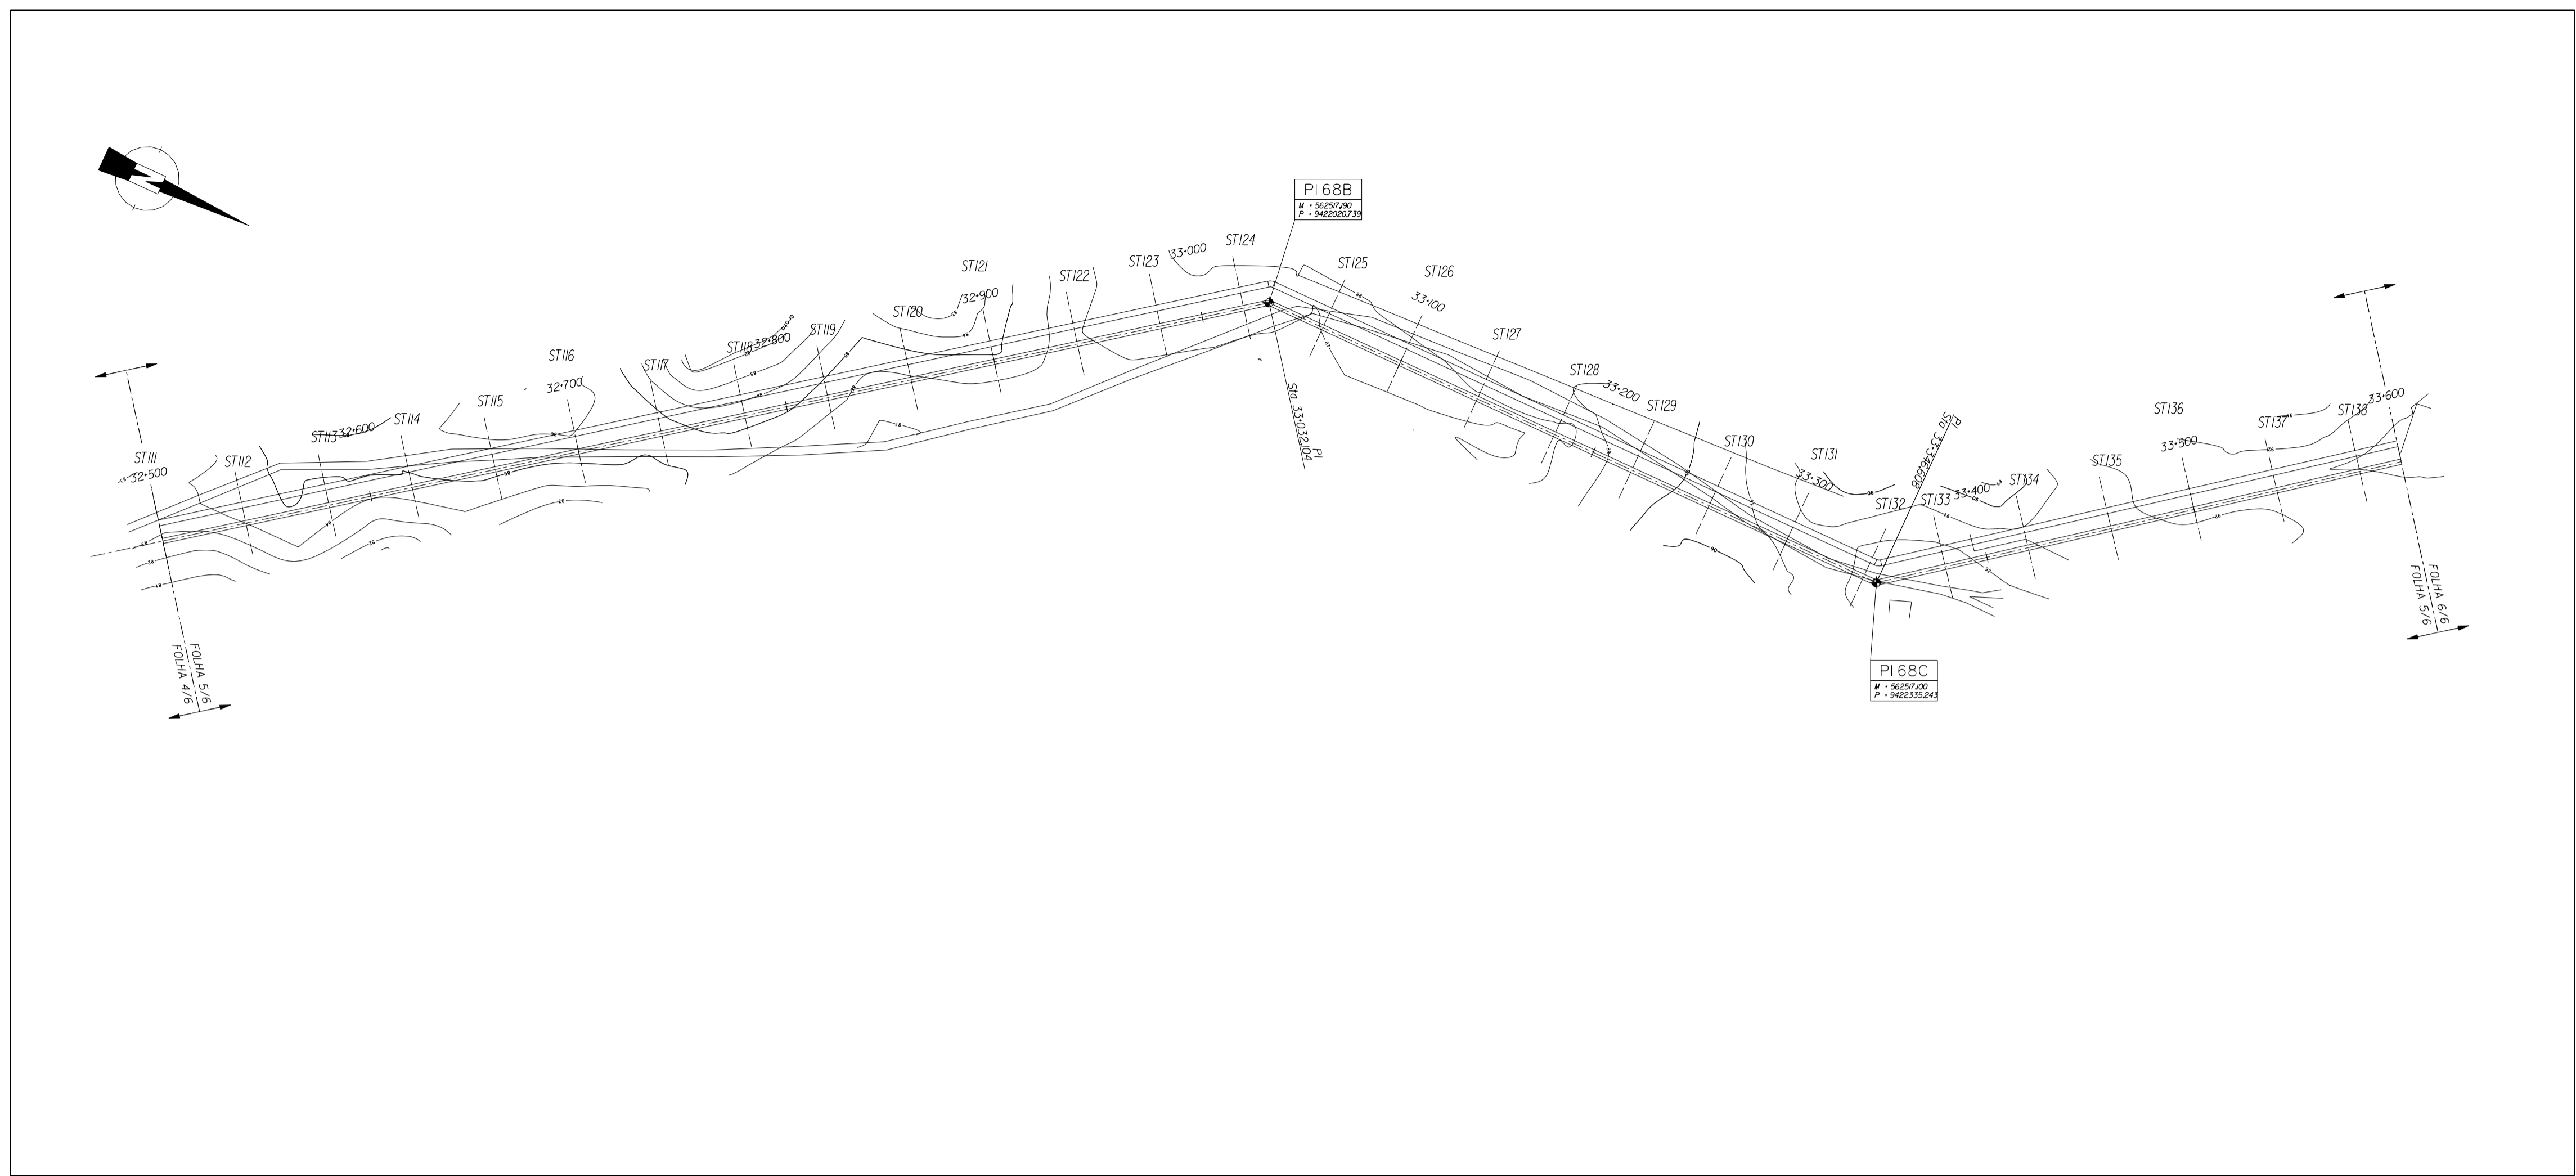 PI 68B
M = 562517,190
P = 9422020,739
ST111
32+500
ST112
ST113
32+600
ST114
ST115
ST116
32+700
ST117
ST118
32+800
grota
ST119
ST120
ST121
32+900
ST122
ST123
33+000
ST124
ST125
ST126
33+100
ST127
ST128
33+200
ST129
ST130
ST131
33+300
ST132
ST133
33+400
ST134
ST135
ST136
33+500
ST137
ST138
33+600
PI
Sta 33+032,104
PI
Sta 33+346,608
PI 68C
M = 562517,100
P = 9422335,243
FOLHA 5/6
FOLHA 4/6
FOLHA 6/6
FOLHA 5/6